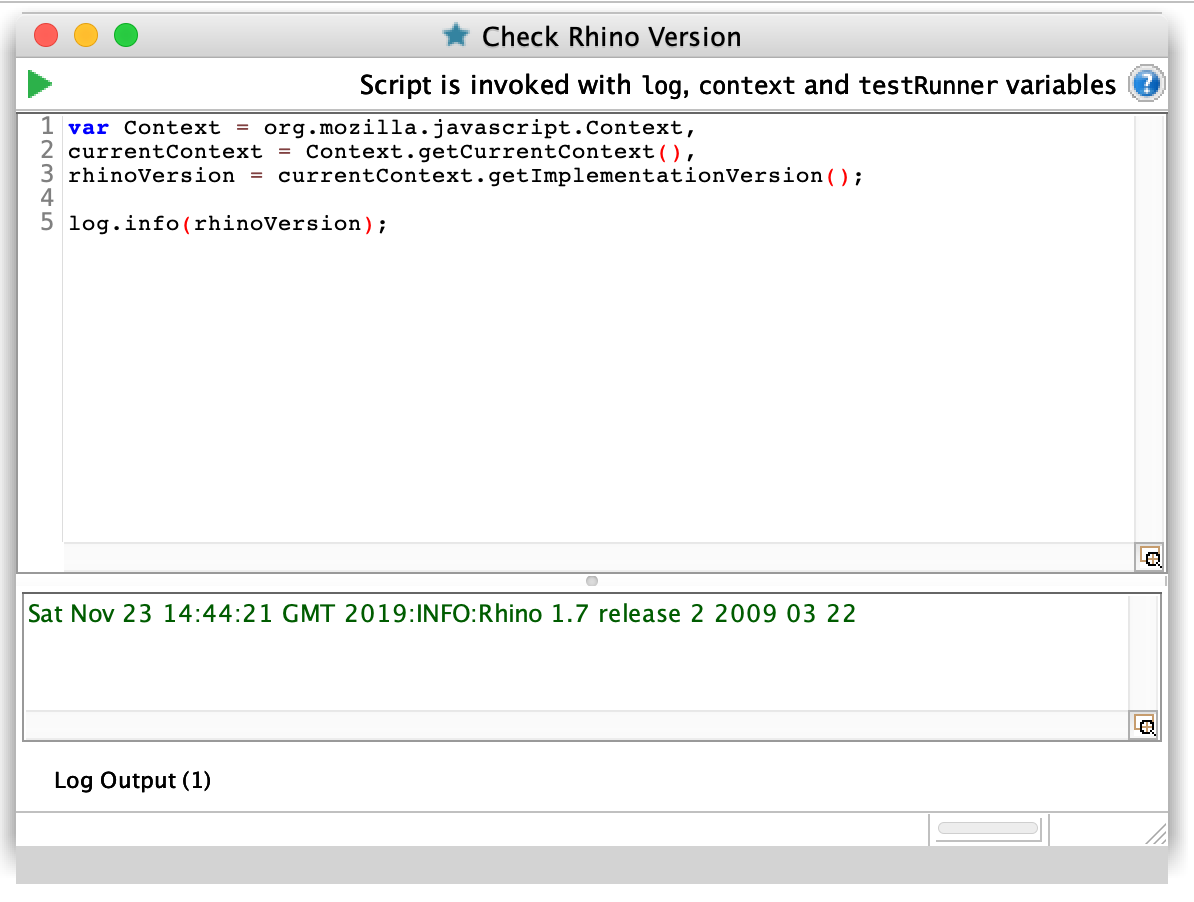 Check Rhino Version
Script is invoked with log, context and testRunner variables
?
1 var Context = org.mozilla.javascript.Context,
2 currentContext = Context.getCurrentContext(),
3 rhinoVersion = currentContext.getImplementationVersion();
4
5 log.info(rhinoVersion);
Sat Nov 23 14:44:21 GMT 2019:INFO:Rhino 1.7 release 2 2009 03 22
Log Output (1)